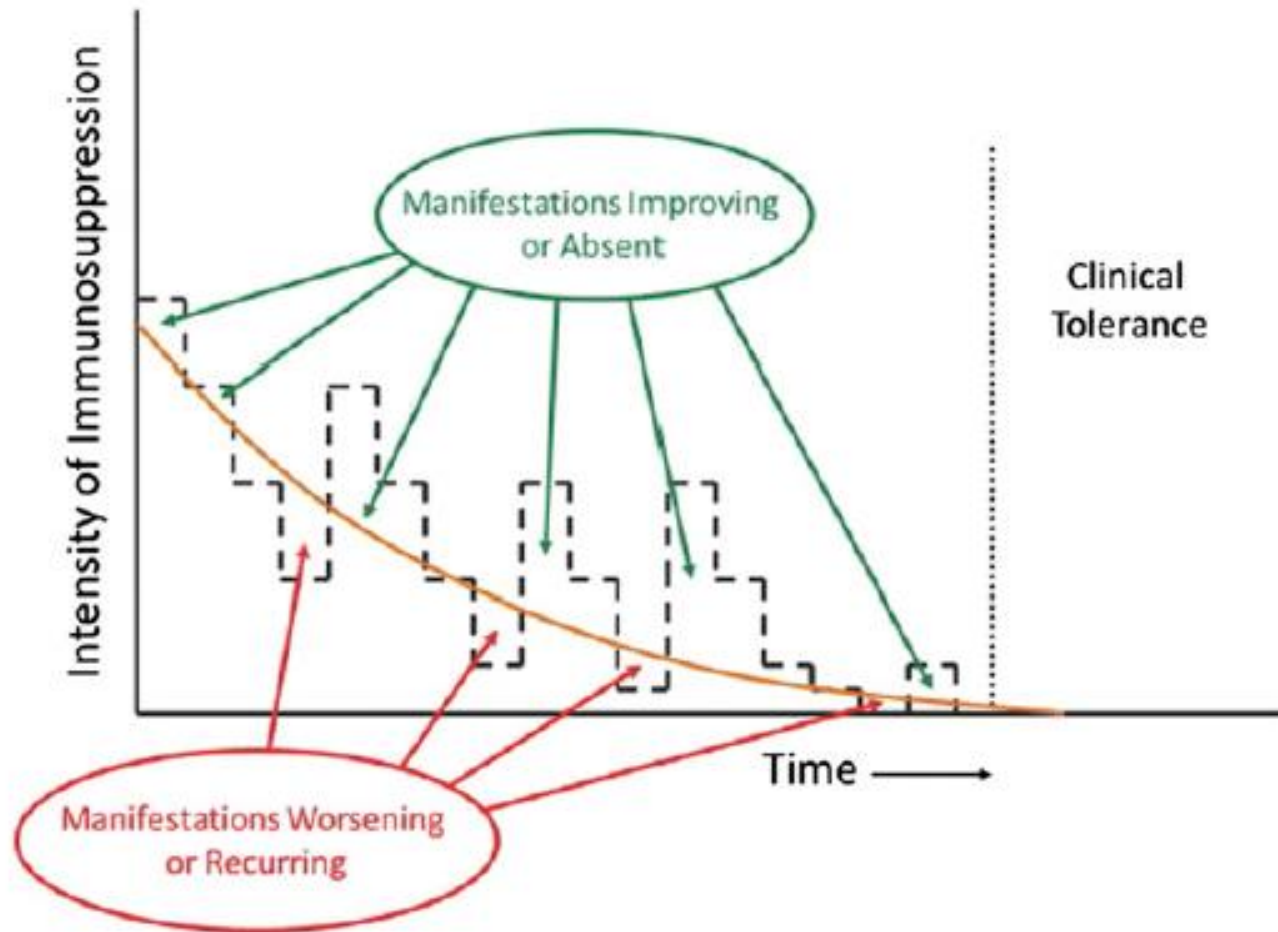 Intensity of Immunosuppression
Manifestations Improving
or Absent
Clinical
Tolerance
Time
Manifestations Worsening
or Recurring